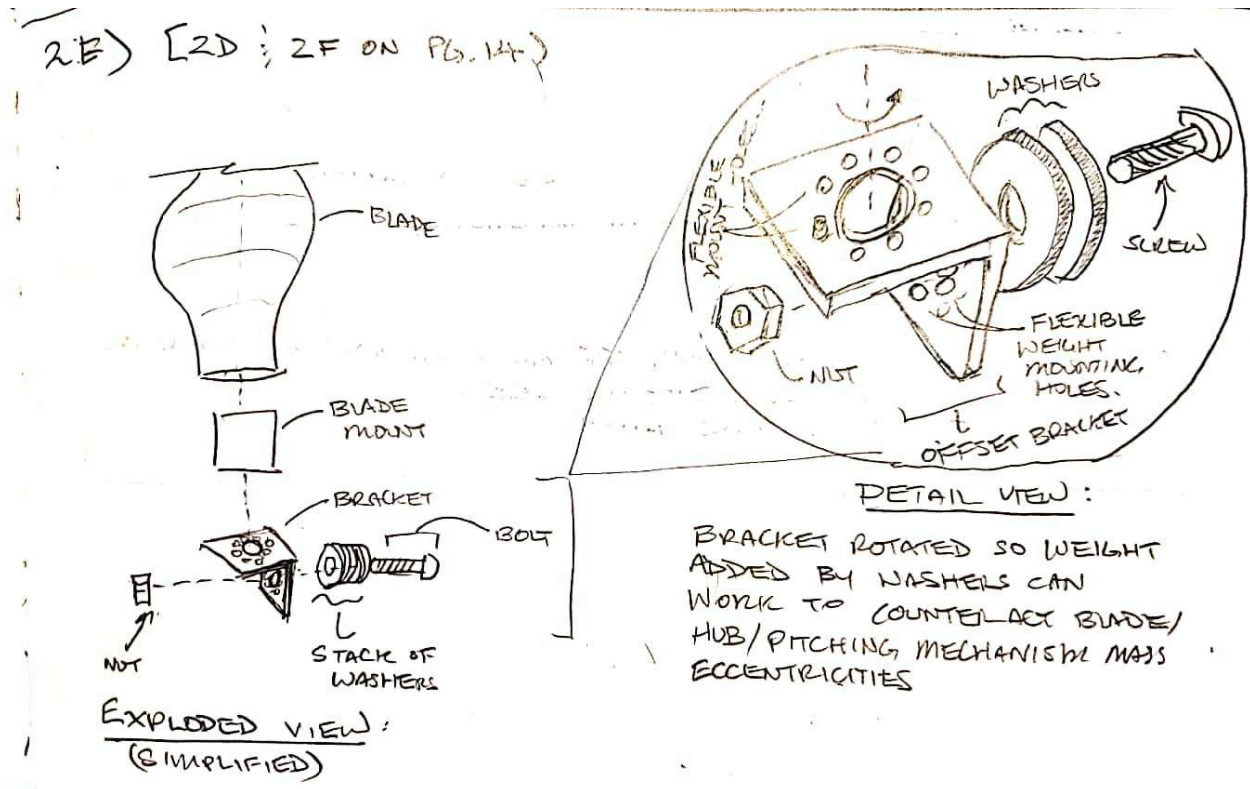 2.E) [2D ; 2F ON PG. 14)
BLADE
BLADE
MOUNT
BRACKET
BOLT
NUT
STACK OF
WASHERS
EXPLODED VIEW:
(SIMPLIFIED)
WASHERS
SCREW
FLEXIBLE
NUT
FLEXIBLE
WEIGHT
MOUNTING
HOLES.
OFFSET BRACKET
DETAIL VIEW:
BRACKET ROTATED SO WEIGHT
ADDED BY WASHERS CAN
WORK TO COUNTERACT BLADE/
HUB/PITCHING MECHANISM MASS
ECCENTRICITIES